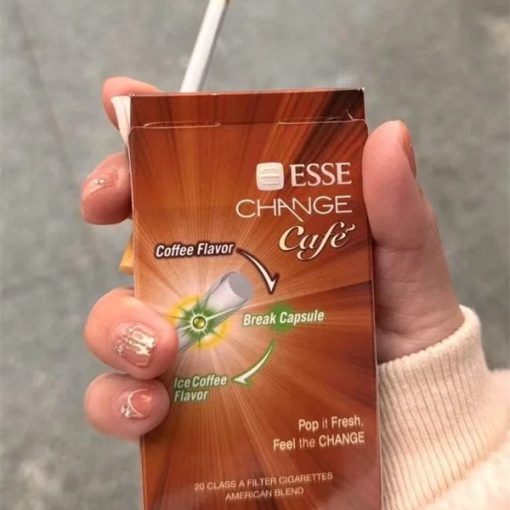 ESSE
CHANGE
Café
Coffee Flavor
Break Capsule
Ice Coffee
Flavor
Pop it Fresh,
Feel the CHANGE
20 CLASS A FILTER CIGARETTES
AMERICAN BLEND